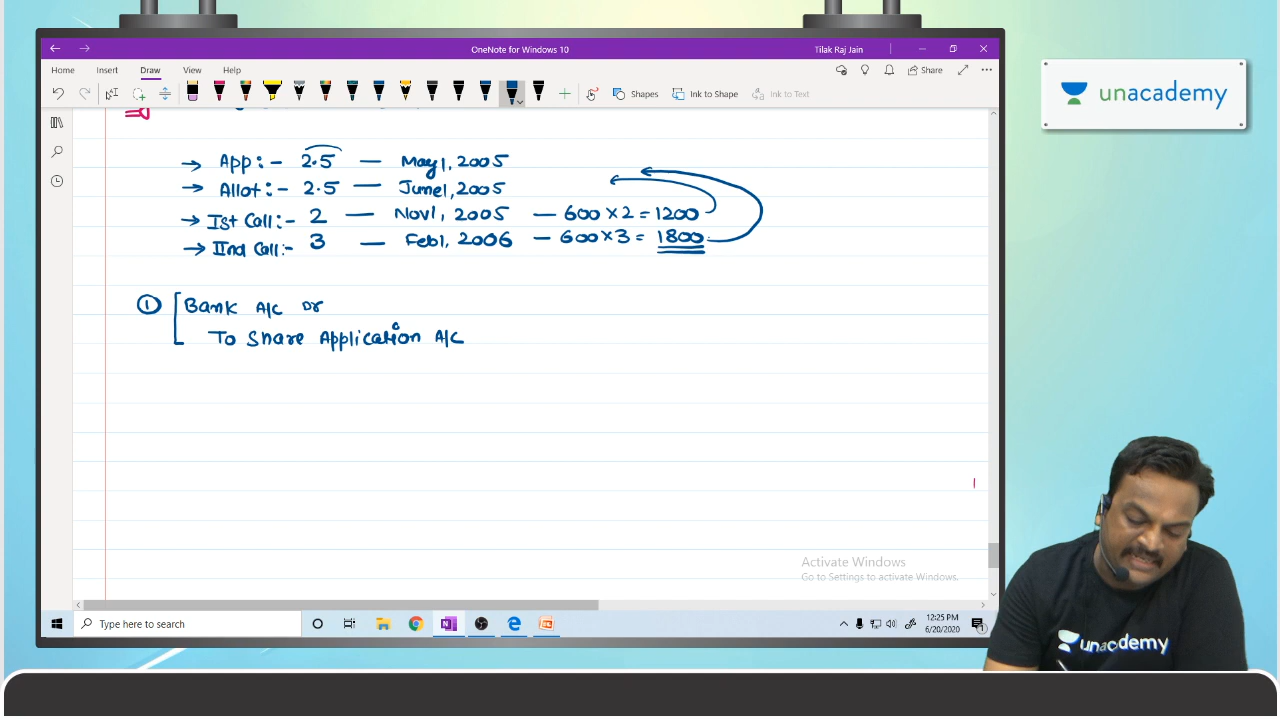 OneNote for Windows 10
Tilak Raj Jain
Home Insert Draw View Help
Share
Shapes
Ink to Shape
Ink to Text
unacademy
→ App:- 2.5 — May1, 2005
→ Allot:- 2.5 — June1, 2005
→ Ist Call:- 2 — Nov1, 2005 — 600 × 2 = 1200
→ IInd Call:- 3 — Feb1, 2006 — 600 × 3 = 1800
① Bank A/C Dr
To Share Application A/C
Activate Windows
Go to Settings to activate Windows.
Type here to search
12:25 PM
6/20/2020
1
unacademy